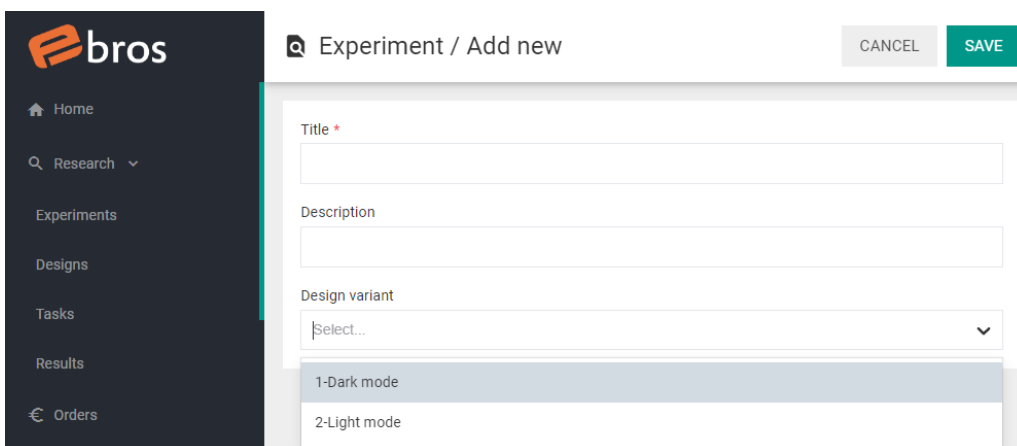 bros
Experiment / Add new
CANCEL
SAVE
Home
Research
Experiments
Designs
Tasks
Results
€ Orders
Title *
Description
Design variant
Select...
1-Dark mode
2-Light mode